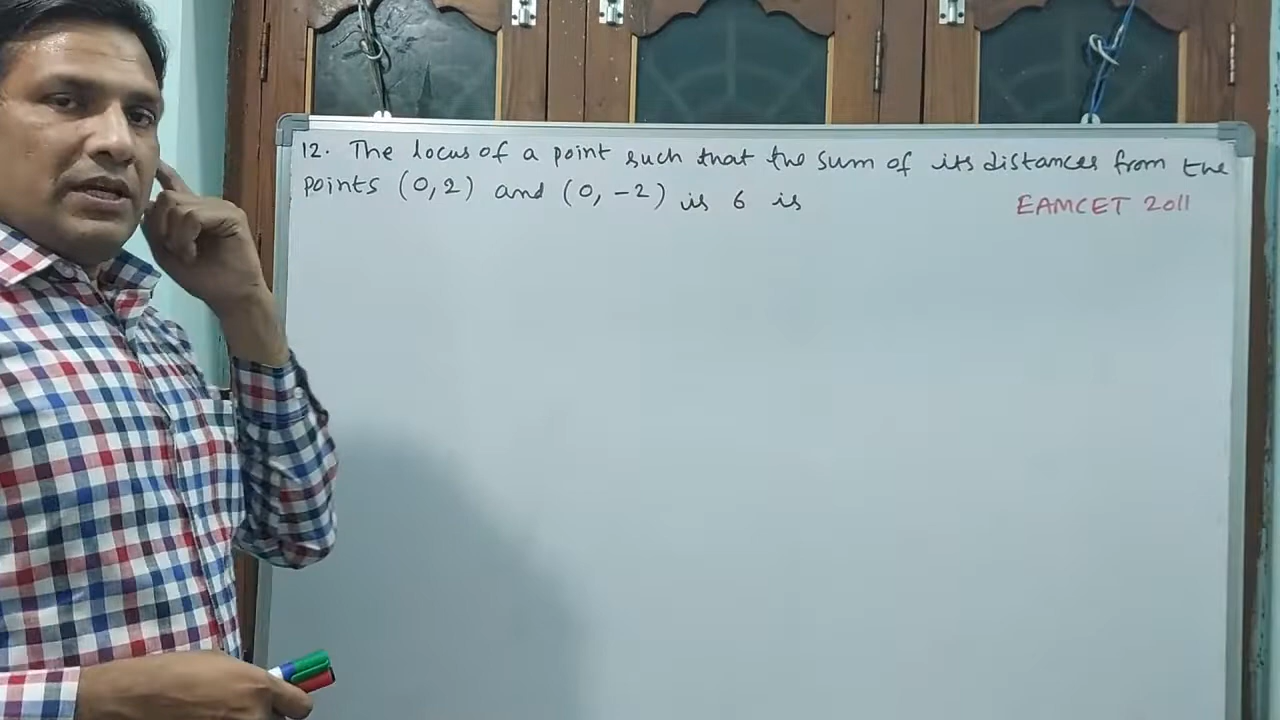 12. The locus of a point such that the sum of its distances from the
points (0,2) and (0,-2) is 6 is
EAMCET 2011